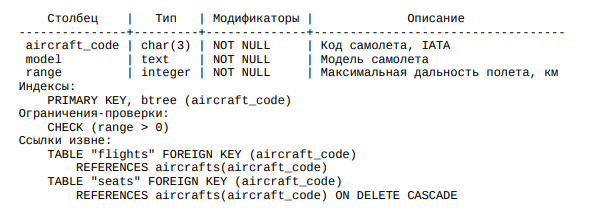 Столбец | Тип | Модификаторы | Описание
---------------+---------+--------------+----------------------------------
aircraft_code | char(3) | NOT NULL | Код самолета, IATA
model | text | NOT NULL | Модель самолета
range | integer | NOT NULL | Максимальная дальность полета, км
Индексы:
PRIMARY KEY, btree (aircraft_code)
Ограничения-проверки:
CHECK (range > 0)
Ссылки извне:
TABLE "flights" FOREIGN KEY (aircraft_code)
REFERENCES aircrafts(aircraft_code)
TABLE "seats" FOREIGN KEY (aircraft_code)
REFERENCES aircrafts(aircraft_code) ON DELETE CASCADE